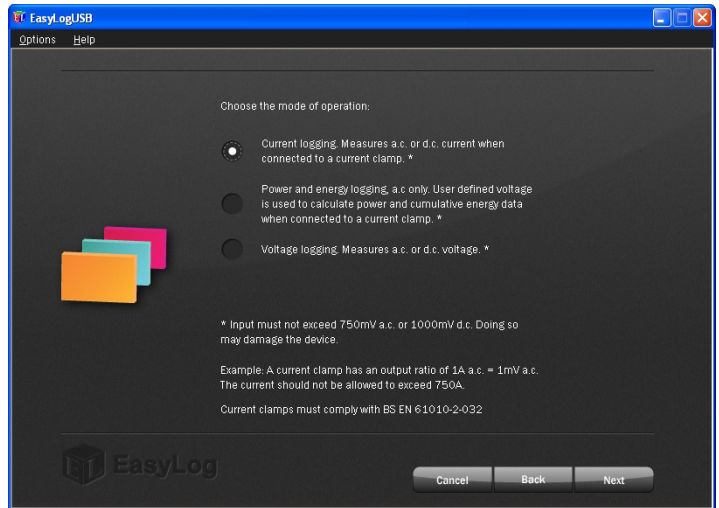 EasyLogUSB
Options Help
Choose the mode of operation:
Current logging. Measures a.c. or d.c. current when
connected to a current clamp. *
Power and energy logging, a.c only. User defined voltage
is used to calculate power and cumulative energy data
when connected to a current clamp. *
Voltage logging. Measures a.c. or d.c. voltage. *
* Input must not exceed 750mV a.c. or 1000mV d.c. Doing so
may damage the device.
Example: A current clamp has an output ratio of 1A a.c. = 1mV a.c.
The current should not be allowed to exceed 750A.
Current clamps must comply with BS EN 61010-2-032
EL EasyLog
Cancel Back Next